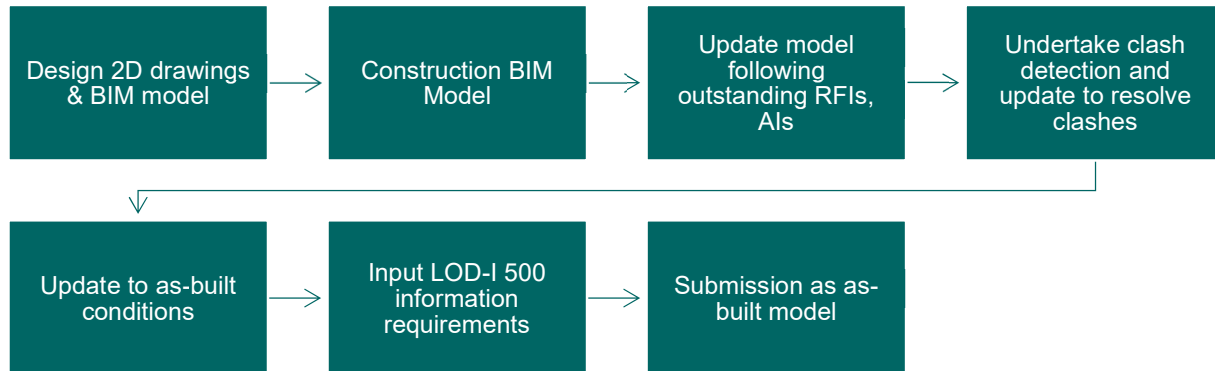 Design 2D drawings
& BIM model
Construction BIM
Model
Update model
following
outstanding RFIs,
AIs
Undertake clash
detection and
update to resolve
clashes
Update to as-built
conditions
Input LOD-I 500
information
requirements
Submission as as-
built model